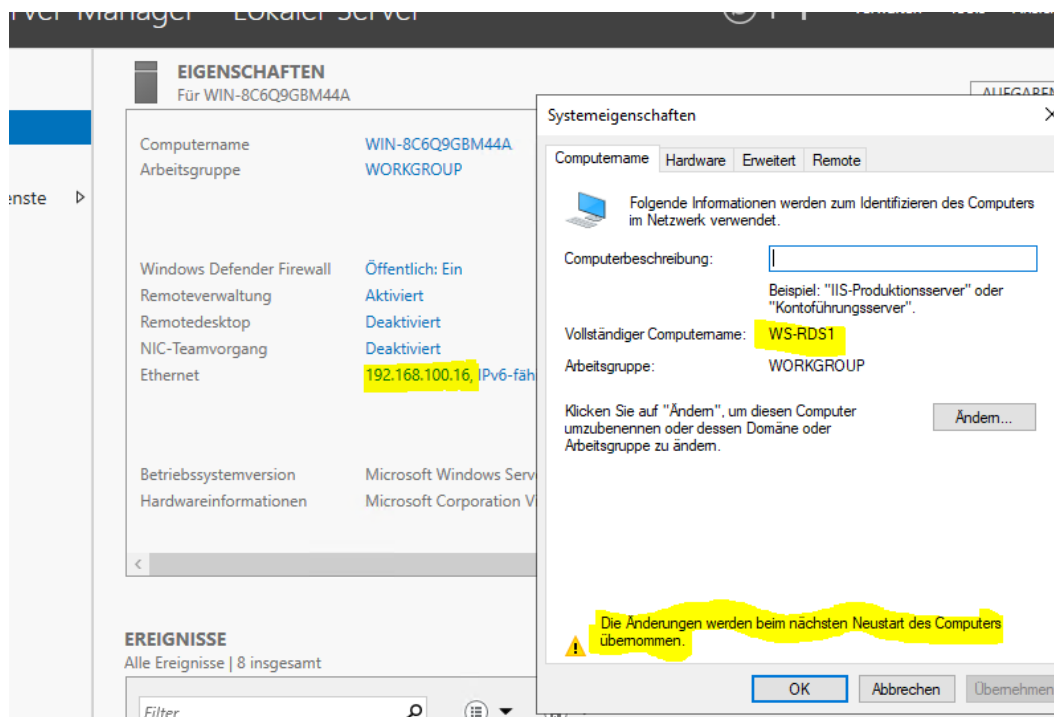 Manager Lokaler Server
EIGENSCHAFTEN
Für WIN-8C6Q9GBM44A
AUFGABEN
Computername WIN-8C6Q9GBM44A
Arbeitsgruppe WORKGROUP
enste
Windows Defender Firewall Öffentlich: Ein
Remoteverwaltung Aktiviert
Remotedesktop Deaktiviert
NIC-Teamvorgang Deaktiviert
Ethernet 192.168.100.16, IPv6-fäh
Betriebssystemversion Microsoft Windows Serv
Hardwareinformationen Microsoft Corporation V
EREIGNISSE
Alle Ereignisse | 8 insgesamt
Filter
Systemeigenschaften
Computername Hardware Erweitert Remote
Folgende Informationen werden zum Identifizieren des Computers
im Netzwerk verwendet.
Computerbeschreibung:
Beispiel: "IIS-Produktionsserver" oder
"Kontoführungsserver".
Vollständiger Computername: WS-RDS1
Arbeitsgruppe: WORKGROUP
Klicken Sie auf "Ändern", um diesen Computer
umzubenennen oder dessen Domäne oder
Arbeitsgruppe zu ändern.
Ändern...
Die Änderungen werden beim nächsten Neustart des Computers
übernommen.
OK Abbrechen Übernehmen